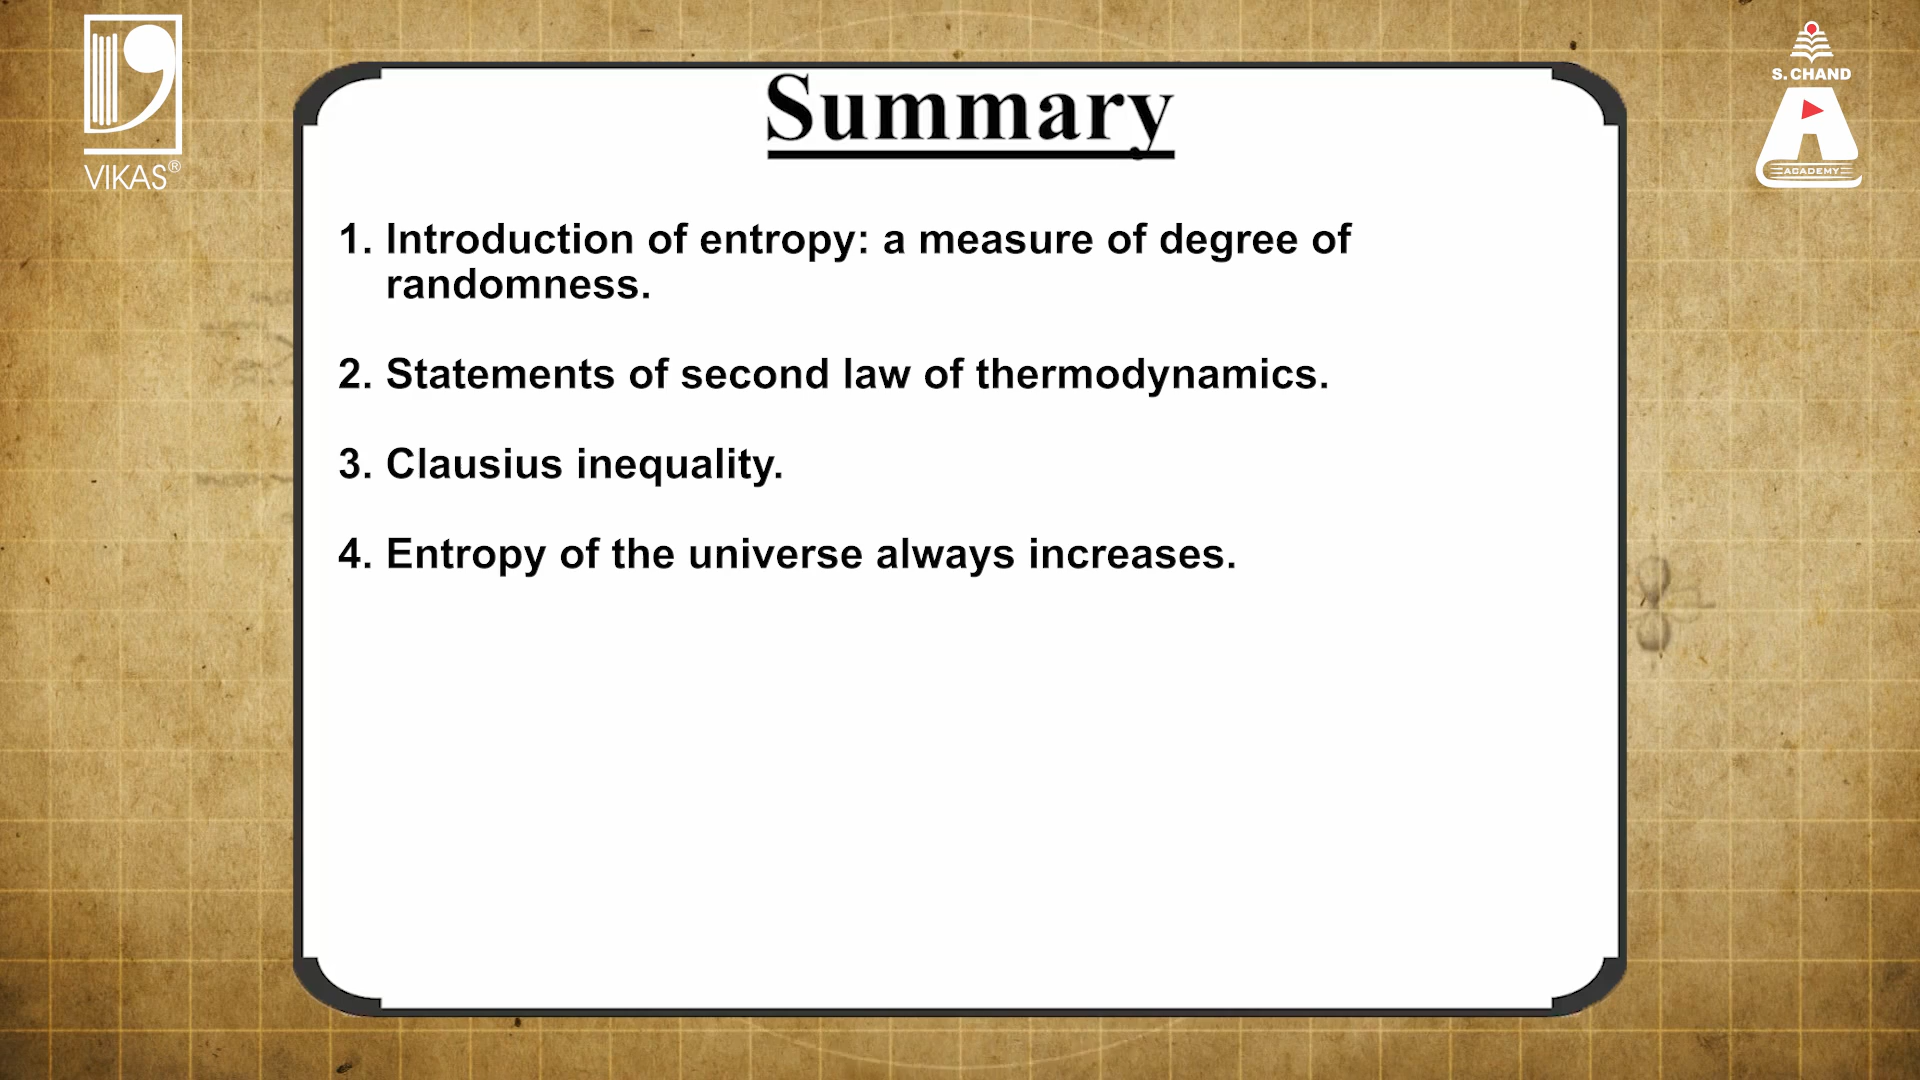 VIKAS®
S. CHAND
ACADEMY
Summary
1. Introduction of entropy: a measure of degree of
randomness.
2. Statements of second law of thermodynamics.
3. Clausius inequality.
4. Entropy of the universe always increases.